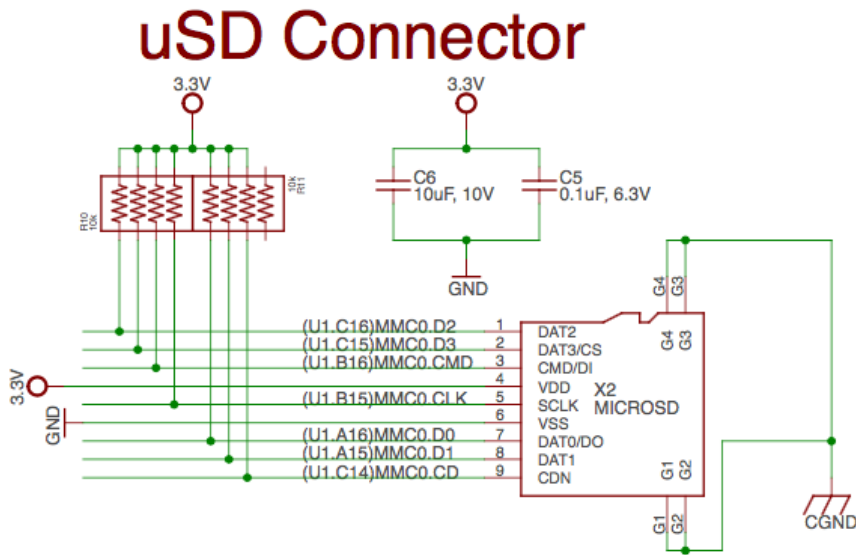 uSD Connector
3.3V
3.3V
R10
10k
10k
R11
C6
10uF, 10V
C5
0.1uF, 6.3V
GND
G4
G3
(U1.C16)MMC0.D2 1 DAT2
(U1.C15)MMC0.D3 2 DAT3/CS
(U1.B16)MMC0.CMD 3 CMD/DI
3.3V
4 VDD
(U1.B15)MMC0.CLK 5 SCLK
GND
6 VSS
(U1.A16)MMC0.D0 7 DAT0/DO
(U1.A15)MMC0.D1 8 DAT1
(U1.C14)MMC0.CD 9 CDN
G4
G3
X2
MICROSD
G1
G2
G1
G2
CGND